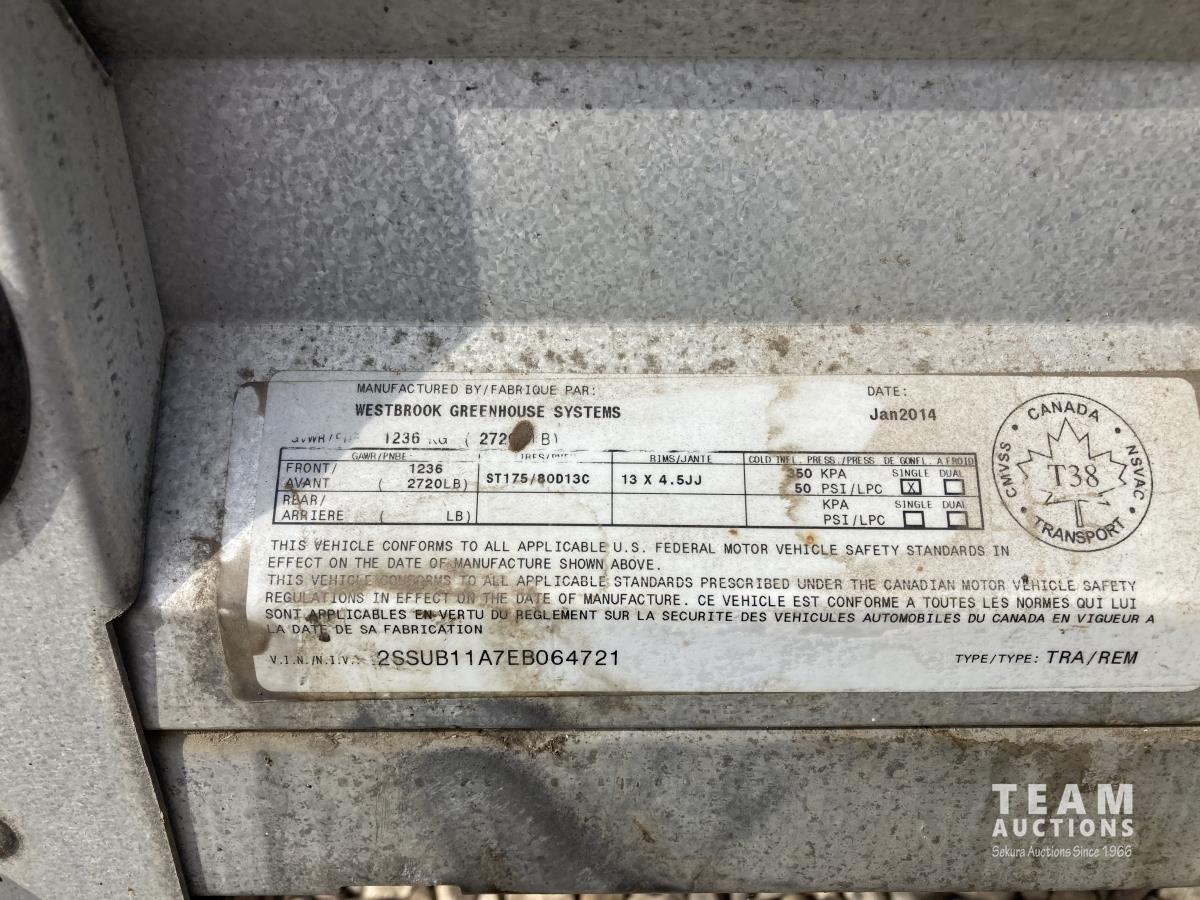 MANUFACTURED BY/FABRIQUE PAR: DATE:
WESTBROOK GREENHOUSE SYSTEMS Jan2014
1236 KG ( 2720LB)
GAWR/PNBE RIMS/JANTE COLD INFL. PRESS./PRESS DE GONFL A FROID
FRONT/ 1236 ST175/80D13C 13 X 4.5JJ 350 KPA SINGLE DUAL
AVANT ( 2720LB) 50 PSI/LPC X
REAR/ KPA SINGLE DUAL
ARRIERE ( LB) PSI/LPC
CANADA
CMVSS T38 NSVAC
TRANSPORT
THIS VEHICLE CONFORMS TO ALL APPLICABLE U.S. FEDERAL MOTOR VEHICLE SAFETY STANDARDS IN
EFFECT ON THE DATE OF MANUFACTURE SHOWN ABOVE.
THIS VEHICLE CONFORMS TO ALL APPLICABLE STANDARDS PRESCRIBED UNDER THE CANADIAN MOTOR VEHICLE SAFETY
REGULATIONS IN EFFECT ON THE DATE OF MANUFACTURE. CE VEHICLE EST CONFORME A TOUTES LES NORMES QUI LUI
SONT APPLICABLES EN VERTU DU REGLEMENT SUR LA SECURITE DES VEHICULES AUTOMOBILES DU CANADA EN VIGUEUR A
LA DATE DE SA FABRICATION
V.I.N./N.I.V.: 2SSUB11A7EB064721 TYPE/TYPE: TRA/REM
TEAM
AUCTIONS
Sekura Auctions Since 1966